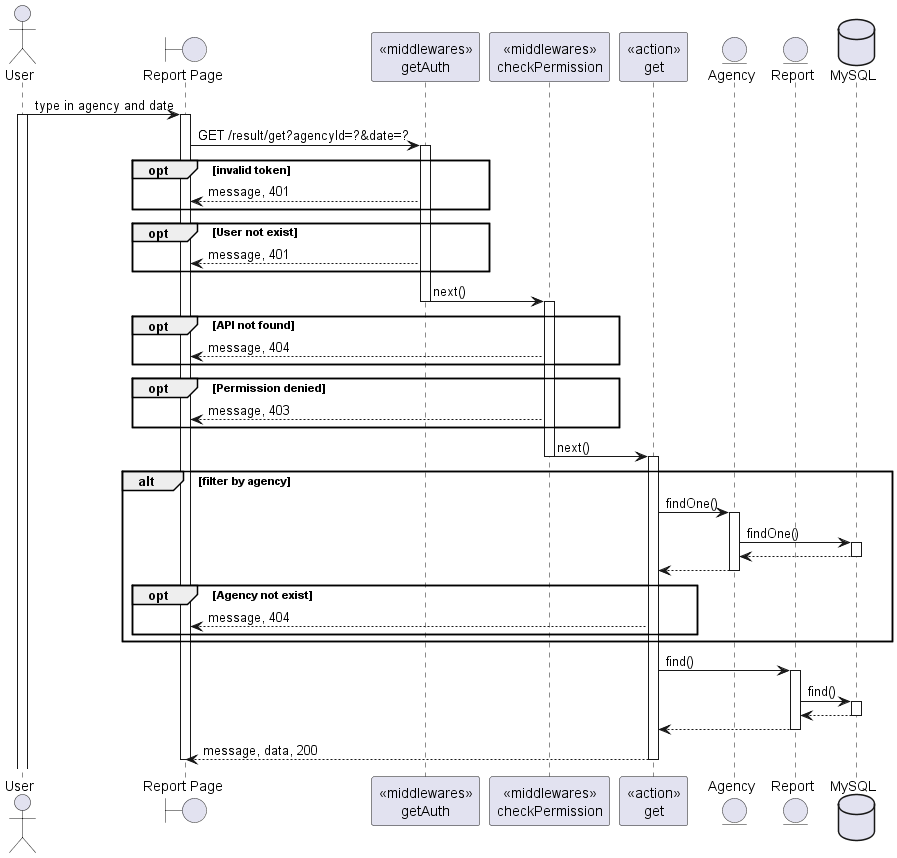 User
Report Page
«middlewares»
getAuth
«middlewares»
checkPermission
«action»
get
Agency
Report
MySQL
type in agency and date
GET /result/get?agencyId=?&date=?
opt [invalid token]
message, 401
opt [User not exist]
message, 401
next()
opt [API not found]
message, 404
opt [Permission denied]
message, 403
next()
alt [filter by agency]
findOne()
findOne()
opt [Agency not exist]
message, 404
find()
find()
message, data, 200
User
Report Page
«middlewares»
getAuth
«middlewares»
checkPermission
«action»
get
Agency
Report
MySQL